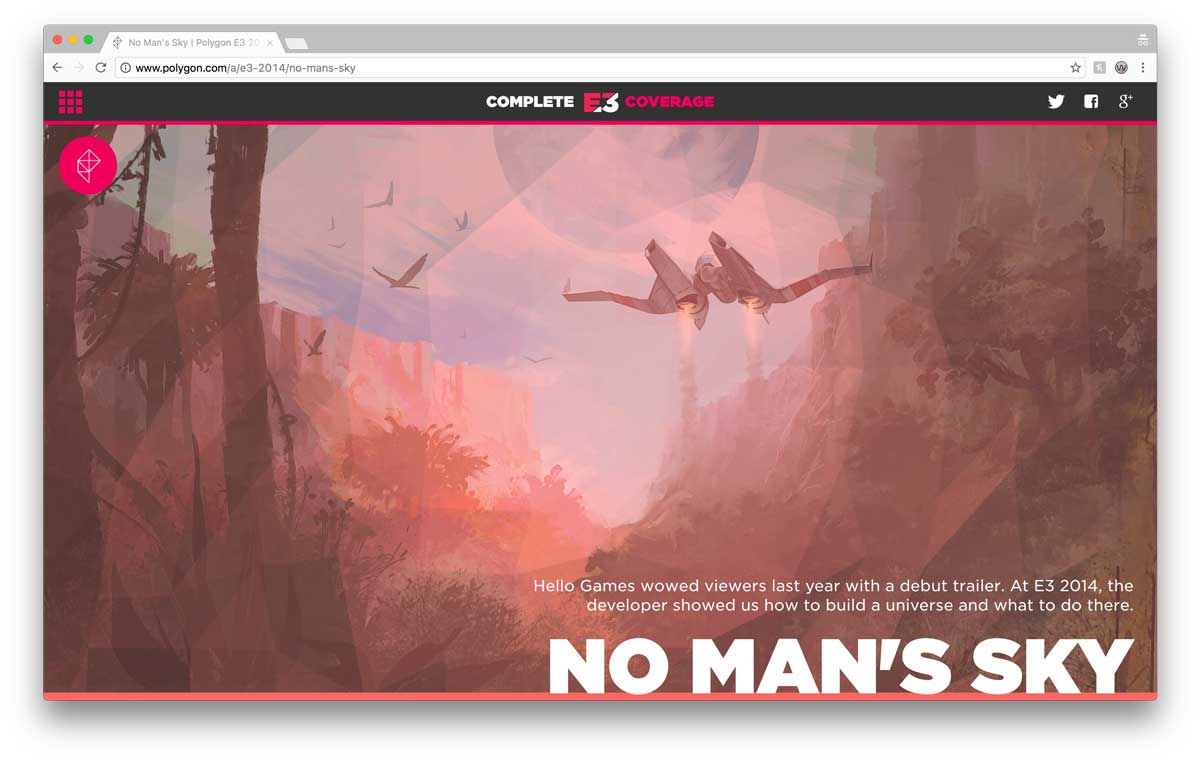 No Man's Sky | Polygon E3 20
www.polygon.com/a/e3-2014/no-mans-sky
COMPLETE E3 COVERAGE
Hello Games wowed viewers last year with a debut trailer. At E3 2014, the
developer showed us how to build a universe and what to do there.
NO MAN'S SKY